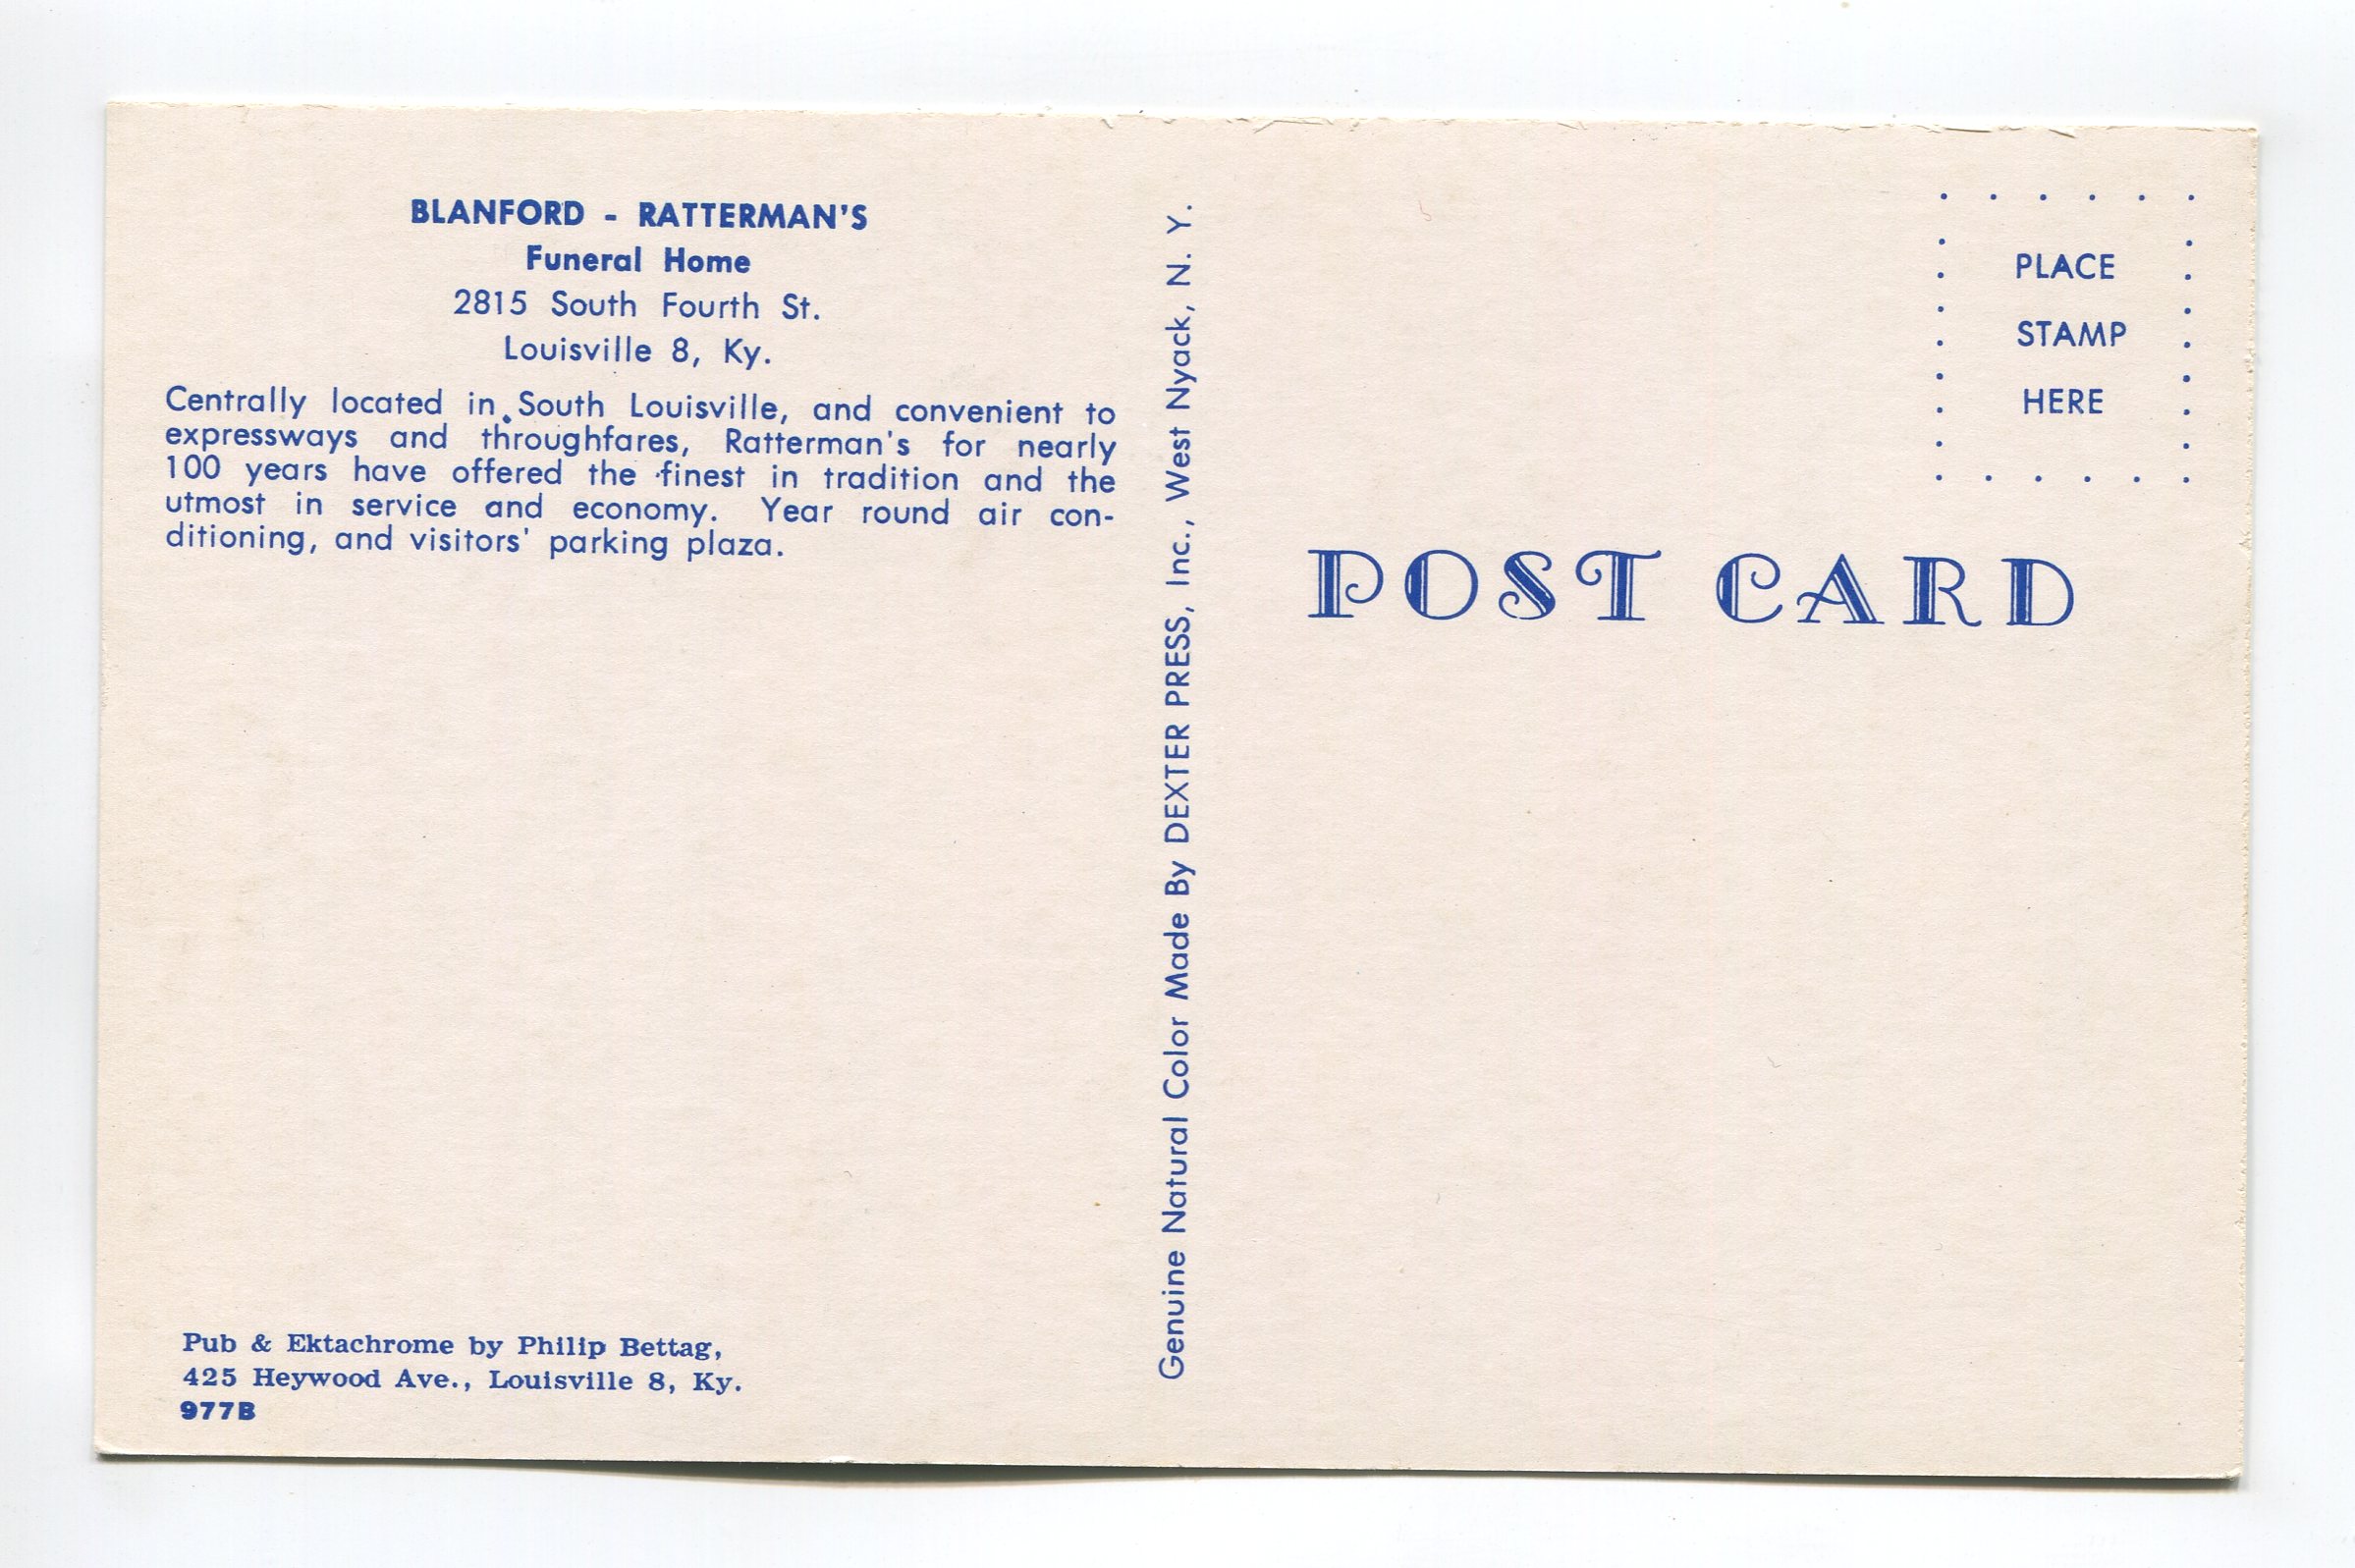 BLANFORD - RATTERMAN'S
Funeral Home
2815 South Fourth St.
Louisville 8, Ky.
Centrally located in South Louisville, and convenient to
expressways and throughfares, Ratterman's for nearly
100 years have offered the finest in tradition and the
utmost in service and economy. Year round air con-
ditioning, and visitors' parking plaza.
Pub & Ektachrome by Philip Bettag,
425 Heywood Ave., Louisville 8, Ky.
977B
Genuine Natural Color Made By DEXTER PRESS, Inc., West Nyack, N. Y.
PLACE
STAMP
HERE
POST CARD